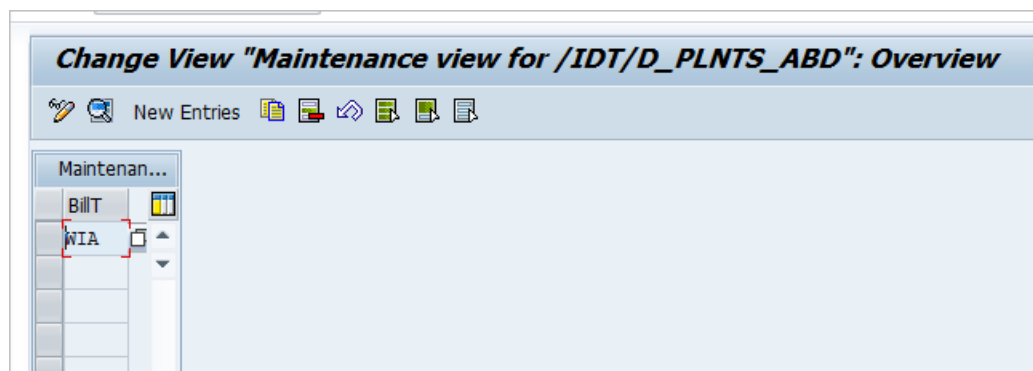 Change View "Maintenance view for /IDT/D_PLNTS_ABD": Overview
New Entries
Maintenan...
BillT
WIA